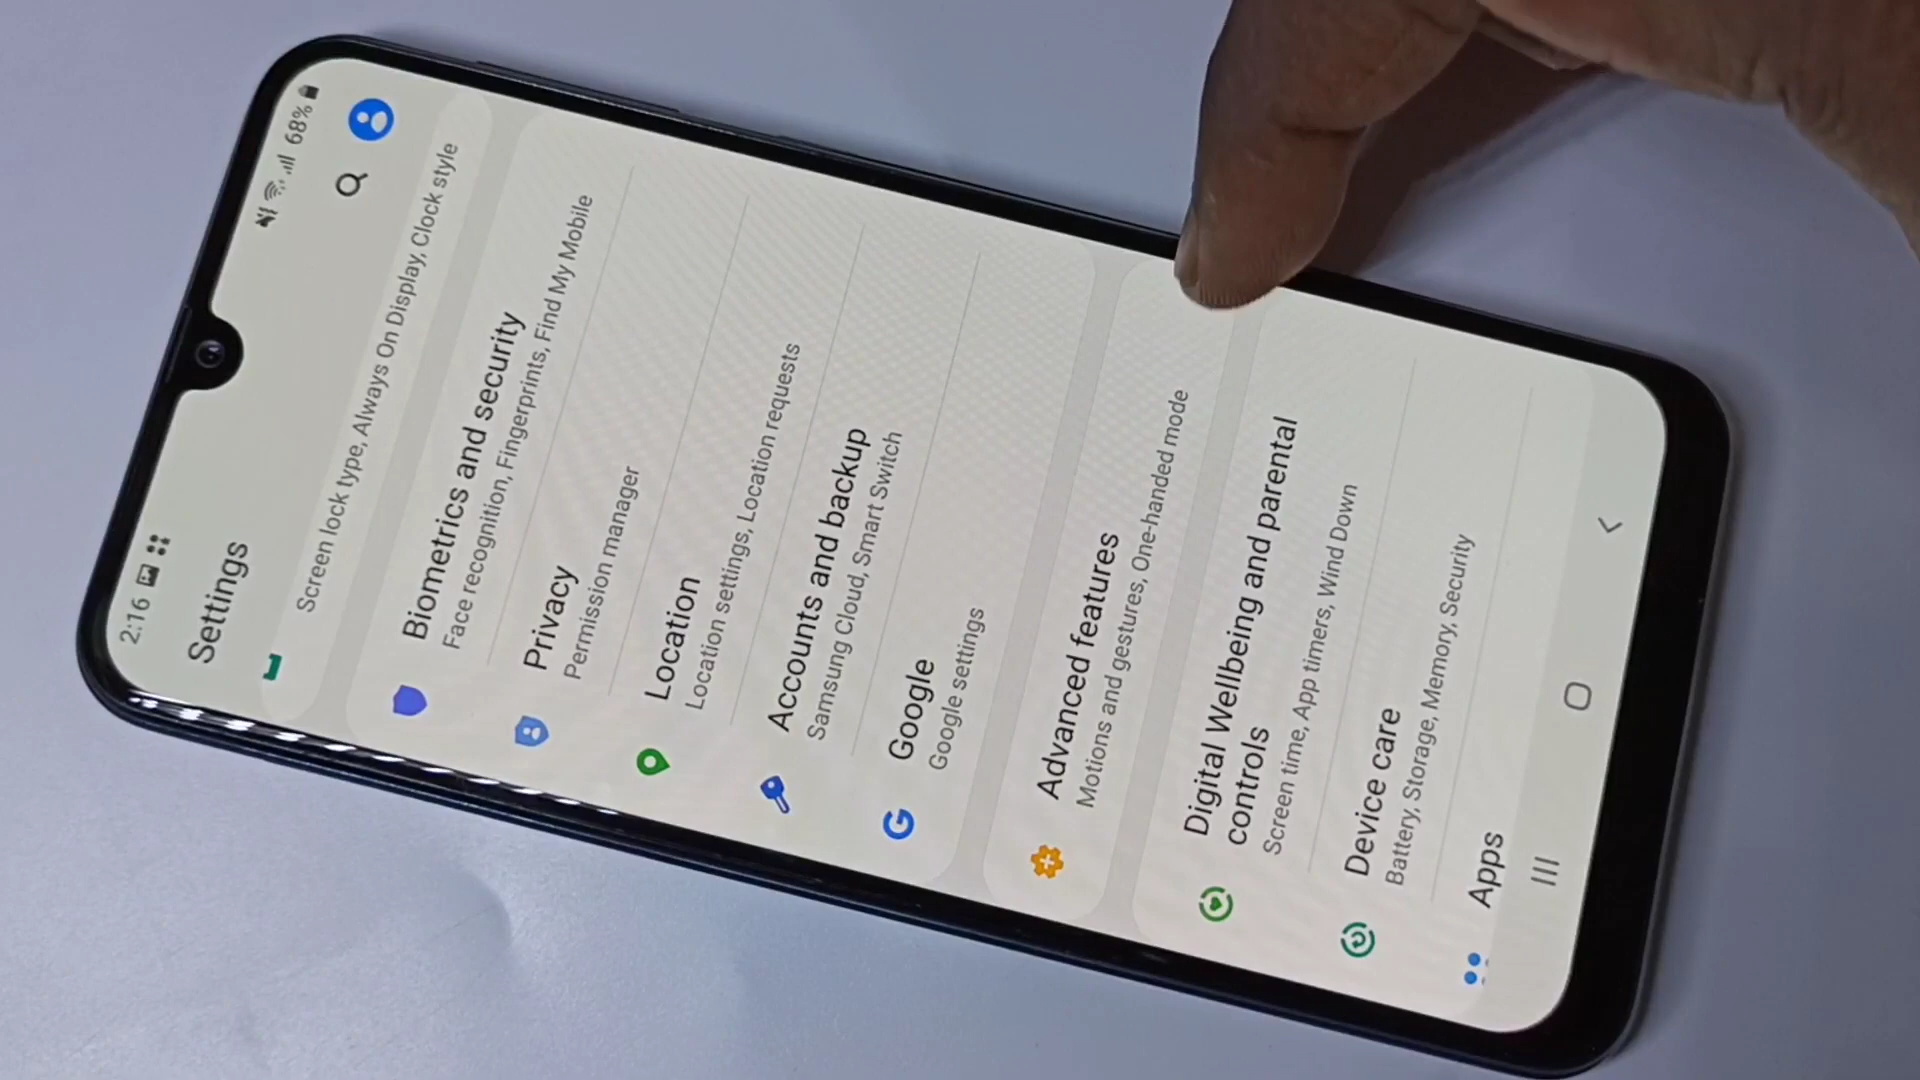 2:16
68%
Settings
Screen lock type, Always On Display, Clock style
Biometrics and security
Face recognition, Fingerprints, Find My Mobile
Privacy
Permission manager
Location
Location settings, Location requests
Accounts and backup
Samsung Cloud, Smart Switch
Google
Google settings
Advanced features
Motions and gestures, One-handed mode
Digital Wellbeing and parental
controls
Screen time, App timers, Wind Down
Device care
Battery, Storage, Memory, Security
Apps